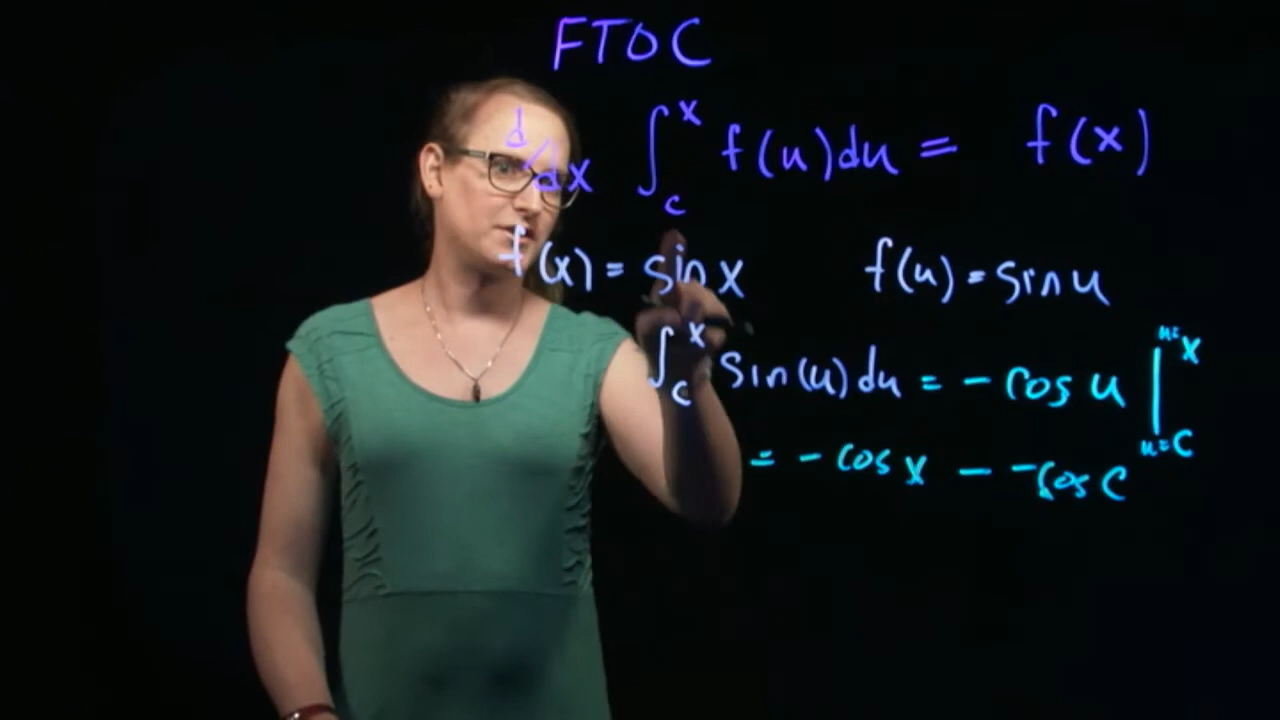 FTOC
d/dx ∫_c^x f(u)du = f(x)
f(x) = sin x f(u) = sin u
∫_c^x sin(u)du = - cos u |_{u=c}^{u=x}
= - cos x - -cos c